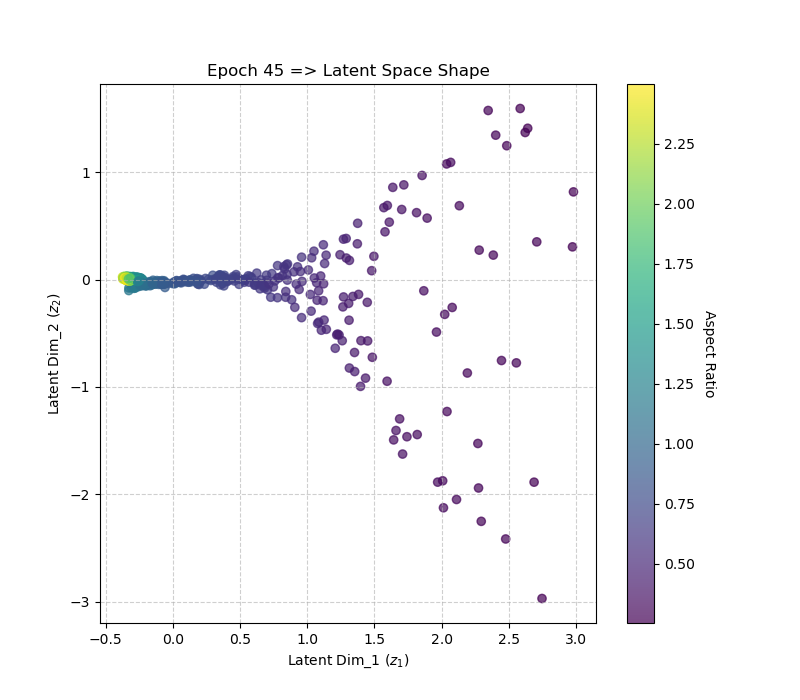 Epoch 45 => Latent Space Shape
1
0
−1
−2
−3
Latent Dim_2 (z₂)
−0.5 0.0 0.5 1.0 1.5 2.0 2.5 3.0
Latent Dim_1 (z₁)
2.25
2.00
1.75
1.50
1.25
1.00
0.75
0.50
Aspect Ratio